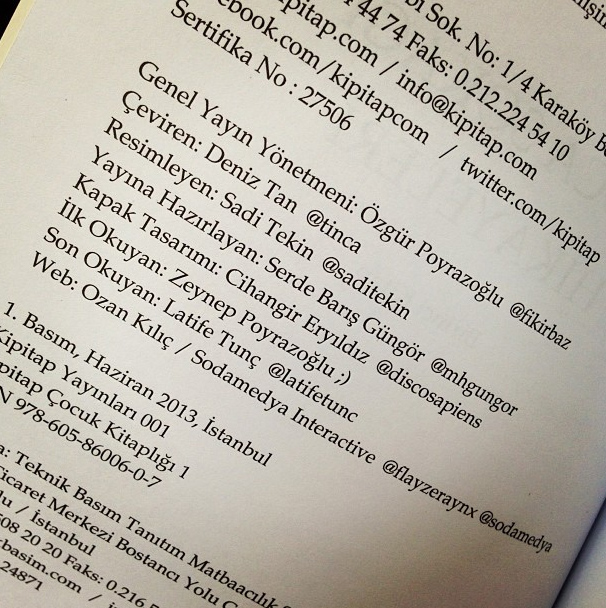 Sok. No: 1/4 Karaköy
44 74 Faks: 0.212.224 54 10
kipitap.com / info@kipitap.com
facebook.com/kipitapcom / twitter.com/kipitap
Sertifika No : 27506
Genel Yayın Yönetmeni: Özgür Poyrazoğlu @fikirbaz
Çeviren: Deniz Tan @tinca
Resimleyen: Sadi Tekin @saditekin
Yayına Hazırlayan: Serde Barış Güngör @mhgungor
Kapak Tasarımı: Cihangir Eryıldız @discosapiens
İlk Okuyan: Zeynep Poyrazoğlu ;)
Son Okuyan: Latife Tunç @latifetunc
Web: Ozan Kılıç / Sodamedya Interactive @flayzeraynx @sodamedya
1. Basım, Haziran 2013, İstanbul
Kipitap Yayınları 001
Kipitap Çocuk Kitaplığı 1
N 978-605-86006-0-7
a: Teknik Basım Tanıtım Matbaacılık
Ticaret Merkezi Bostancı Yolu
lu / İstanbul
508 20 20 Faks: 0.216
basim.com /
24871